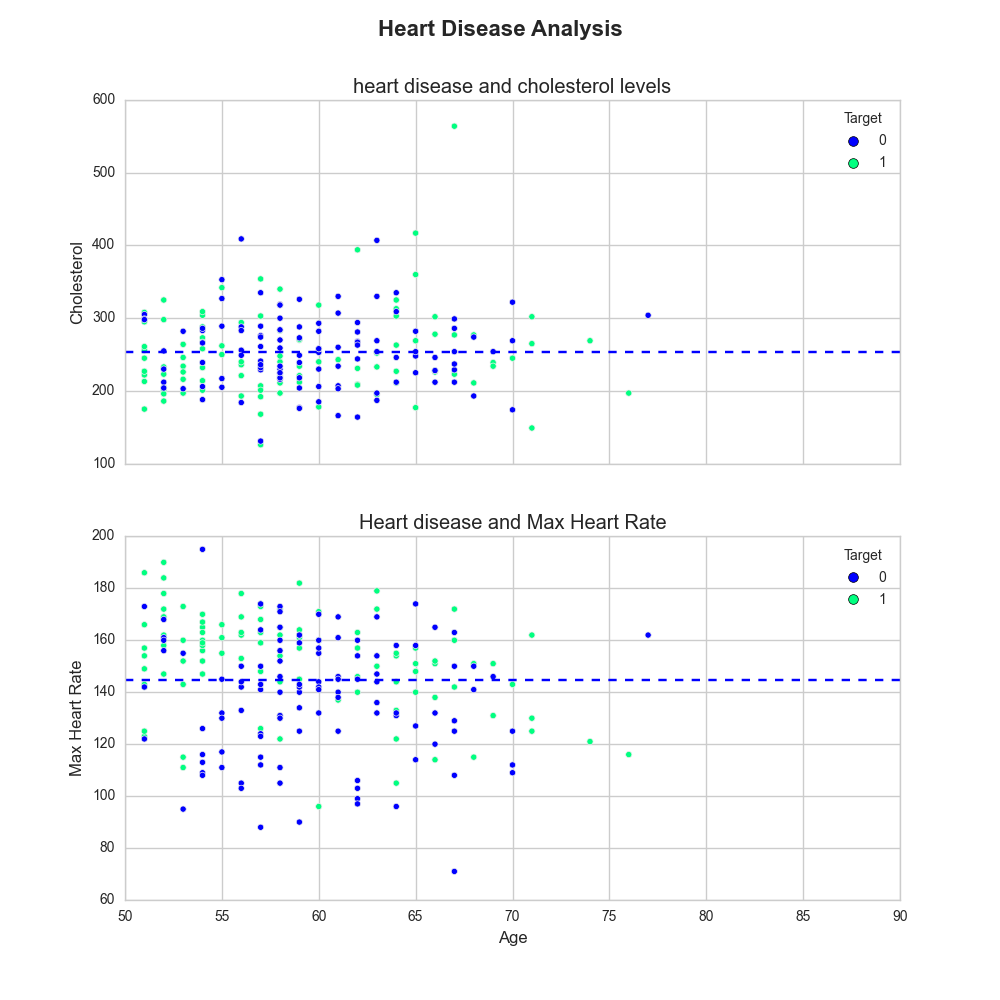 Heart Disease Analysis
heart disease and cholesterol levels
600
500
400
300
200
100
Cholesterol
Target
0
1
Heart disease and Max Heart Rate
200
180
160
140
120
100
80
60
Max Heart Rate
Target
0
1
50 55 60 65 70 75 80 85 90
Age